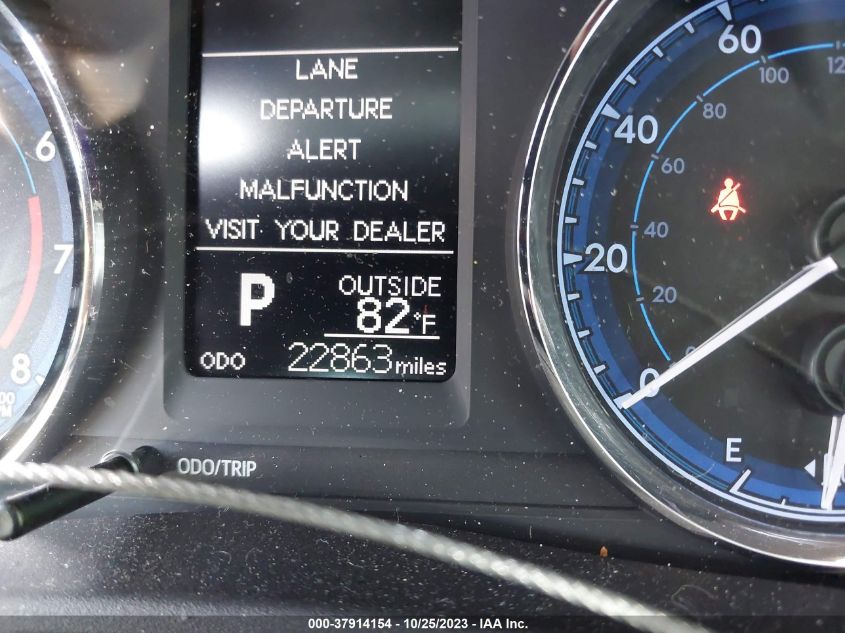 LANE
DEPARTURE
ALERT
MALFUNCTION
VISIT YOUR DEALER
P
OUTSIDE
82°F
ODO 22863 miles
ODO/TRIP
6
7
8
60
40
20
0
100
80
60
40
20
E
000-37914154 - 10/25/2023 - IAA Inc.